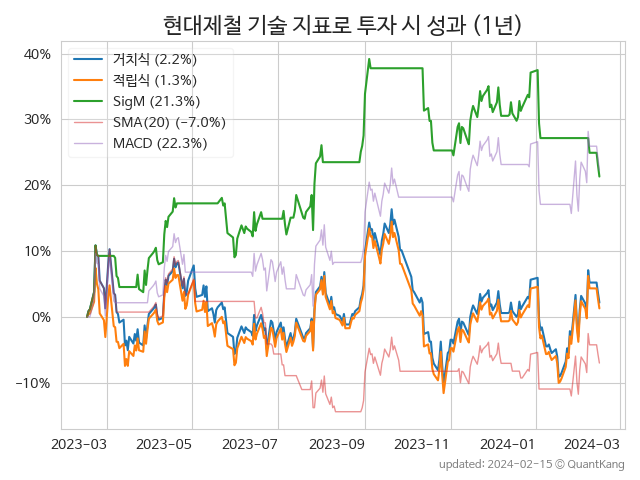 현대제철 기술 지표로 투자 시 성과 (1년)
40%
30%
20%
10%
0%
−10%
거치식 (2.2%)
적립식 (1.3%)
SigM (21.3%)
SMA(20) (−7.0%)
MACD (22.3%)
2023-03 2023-05 2023-07 2023-09 2023-11 2024-01 2024-03
updated: 2024-02-15 © QuantKang